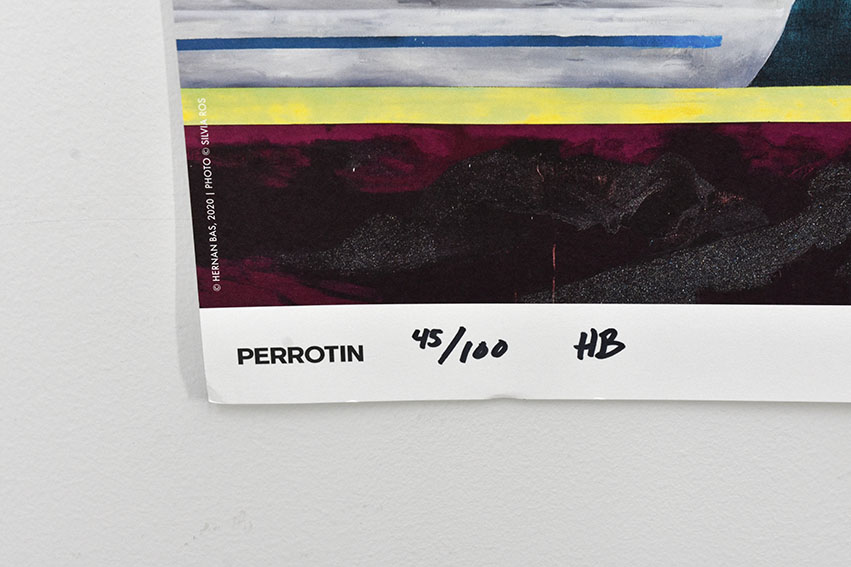 © HERNAN BAS, 2020 | PHOTO © SILVIA ROS
PERROTIN 45/100 HB